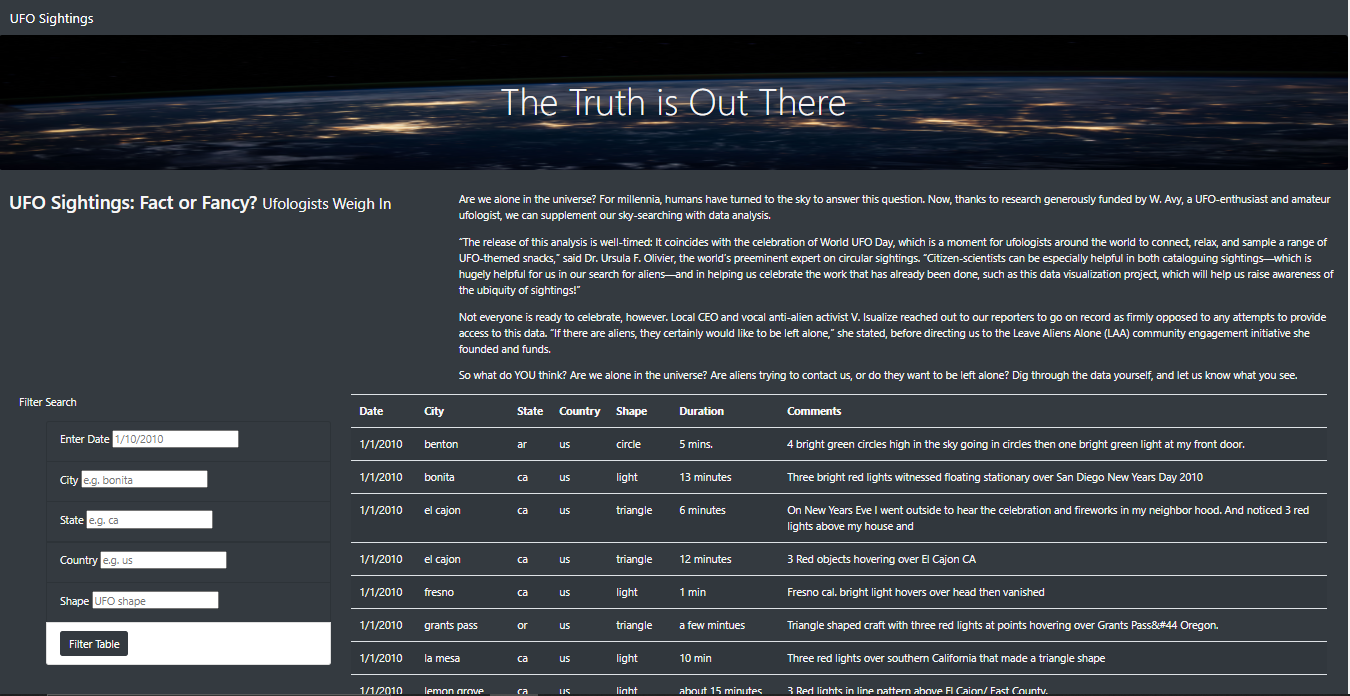 UFO Sightings
The Truth is Out There
UFO Sightings: Fact or Fancy? Ufologists Weigh In
Are we alone in the universe? For millennia, humans have turned to the sky to answer this question. Now, thanks to research generously funded by W. Avy, a UFO-enthusiast and amateur
ufologist, we can supplement our sky-searching with data analysis.
“The release of this analysis is well-timed: It coincides with the celebration of World UFO Day, which is a moment for ufologists around the world to connect, relax, and sample a range of
UFO-themed snacks,” said Dr. Ursula F. Olivier, the world's preeminent expert on circular sightings. “Citizen-scientists can be especially helpful in both cataloguing sightings—which is
hugely helpful for us in our search for aliens—and in helping us celebrate the work that has already been done, such as this data visualization project, which will help us raise awareness of
the ubiquity of sightings!”
Not everyone is ready to celebrate, however. Local CEO and vocal anti-alien activist V. Isualize reached out to our reporters to go on record as firmly opposed to any attempts to provide
access to this data. “If there are aliens, they certainly would like to be left alone,” she stated, before directing us to the Leave Aliens Alone (LAA) community engagement initiative she
founded and funds.
So what do YOU think? Are we alone in the universe? Are aliens trying to contact us, or do they want to be left alone? Dig through the data yourself, and let us know what you see.
Filter Search
Enter Date 1/10/2010
City e.g. bonita
State e.g. ca
Country e.g. us
Shape UFO shape
Filter Table
Date City State Country Shape Duration Comments
1/1/2010 benton ar us circle 5 mins. 4 bright green circles high in the sky going in circles then one bright green light at my front door.
1/1/2010 bonita ca us light 13 minutes Three bright red lights witnessed floating stationary over San Diego New Years Day 2010
1/1/2010 el cajon ca us triangle 6 minutes On New Years Eve I went outside to hear the celebration and fireworks in my neighbor hood. And noticed 3 red
lights above my house and
1/1/2010 el cajon ca us triangle 12 minutes 3 Red objects hovering over El Cajon CA
1/1/2010 fresno ca us light 1 min Fresno cal. bright light hovers over head then vanished
1/1/2010 grants pass or us triangle a few mintues Triangle shaped craft with three red lights at points hovering over Grants Pass&#44 Oregon.
1/1/2010 la mesa ca us light 10 min Three red lights over southern California that made a triangle shape
1/1/2010 lemon grove ca us light about 15 minutes 3 Red lights in line pattern above El Cajon/ East County.